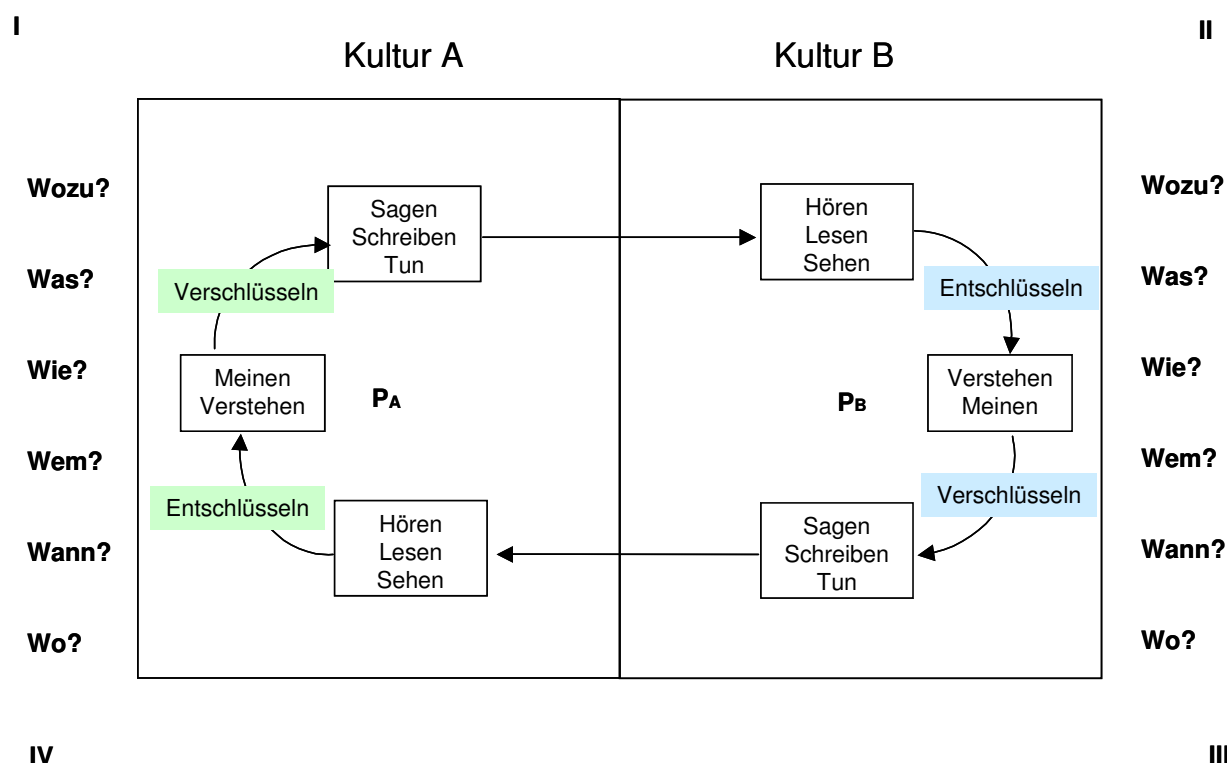 I
II
Kultur A
Kultur B
Wozu?
Was?
Wie?
Wem?
Wann?
Wo?
Sagen
Schreiben
Tun
Verschlüsseln
Meinen
Verstehen
PA
Entschlüsseln
Hören
Lesen
Sehen
Hören
Lesen
Sehen
Entschlüsseln
Verstehen
Meinen
PB
Verschlüsseln
Sagen
Schreiben
Tun
Wozu?
Was?
Wie?
Wem?
Wann?
Wo?
IV
III